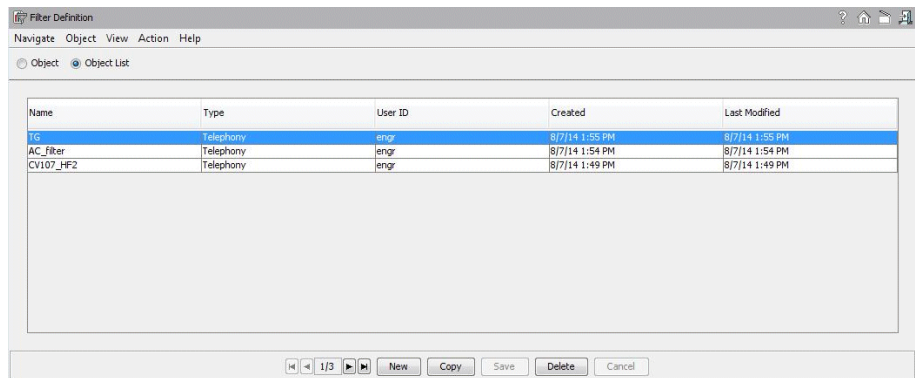 Filter Definition
Navigate Object View Action Help
Object Object List
Name Type User ID Created Last Modified
TG Telephony engr 8/7/14 1:55 PM 8/7/14 1:55 PM
AC_filter Telephony engr 8/7/14 1:54 PM 8/7/14 1:54 PM
CV107_HF2 Telephony engr 8/7/14 1:49 PM 8/7/14 1:49 PM
1/3 New Copy Save Delete Cancel